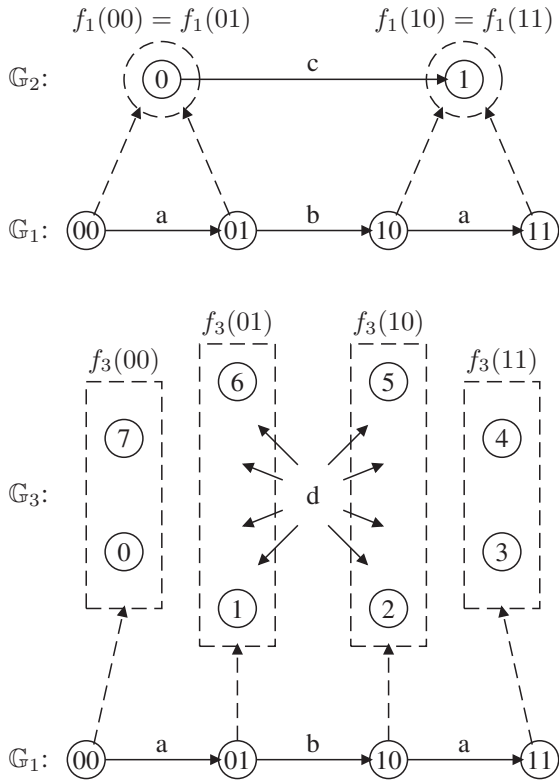 f₁(00) = f₁(01) f₁(10) = f₁(11)
𝔾₂: 0 c 1
𝔾₁: 00 a 01 b 10 a 11
f₃(01) f₃(10)
f₃(00) f₃(11)
6 5
7 4
𝔾₃: d
0 3
1 2
𝔾₁: 00 a 01 b 10 a 11